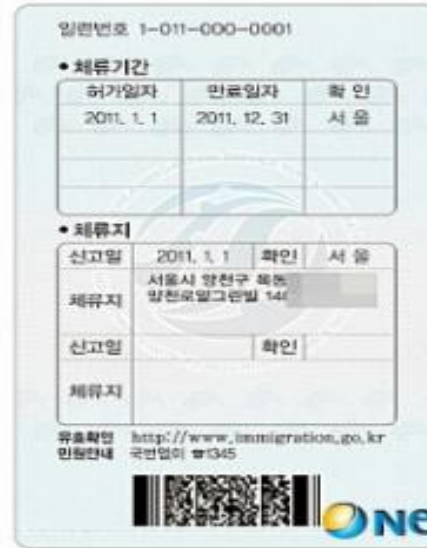 일련번호 1-011-000-0001
• 체류기간
허가일자 만료일자 확 인
2011. 1. 1 2011. 12. 31 서 울
• 체류지
신고일 2011. 1. 1 확인 서 울
체류지 서울시 양천구 목동
양천로얄그린빌 14
신고일 확인
체류지
유효확인 http://www.immigration.go.kr
민원안내 국번없이 ☎1345
NE